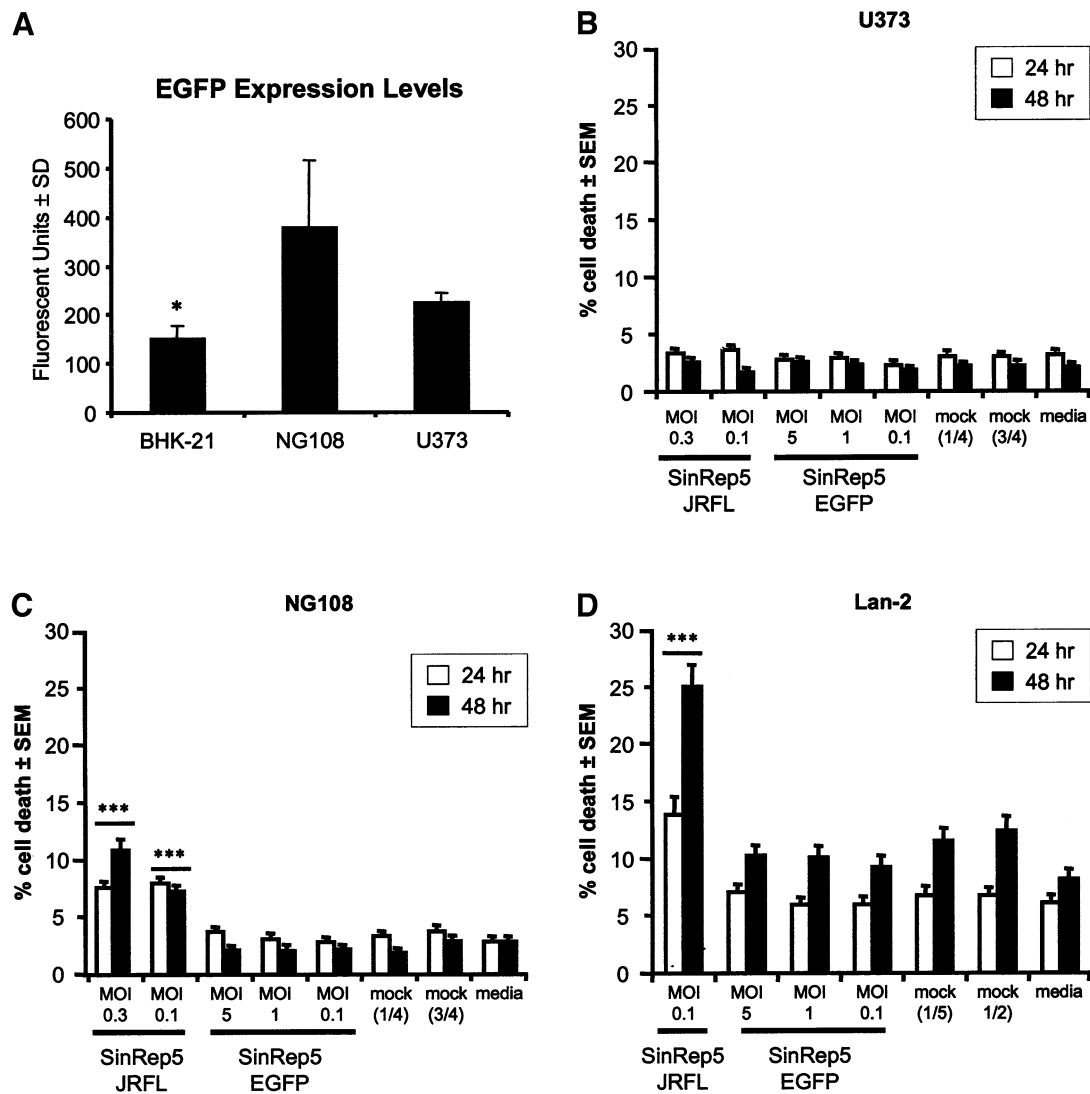 A
EGFP Expression Levels
Fluorescent Units ± SD
600
500
400
300
200
100
0
*
BHK-21 NG108 U373
B
U373
24 hr
48 hr
% cell death ± SEM
30
25
20
15
10
5
0
MOI MOI MOI MOI MOI mock mock media
0.3 0.1 5 1 0.1 (1/4) (3/4)
SinRep5 SinRep5
JRFL EGFP
C
NG108
24 hr
48 hr
% cell death ± SEM
30
25
20
15
10
5
0
***
***
MOI MOI MOI MOI MOI mock mock media
0.3 0.1 5 1 0.1 (1/4) (3/4)
SinRep5 SinRep5
JRFL EGFP
D
Lan-2
24 hr
48 hr
% cell death ± SEM
30
25
20
15
10
5
0
***
MOI MOI MOI MOI mock mock media
0.1 5 1 0.1 (1/5) 1/2)
SinRep5 SinRep5
JRFL EGFP